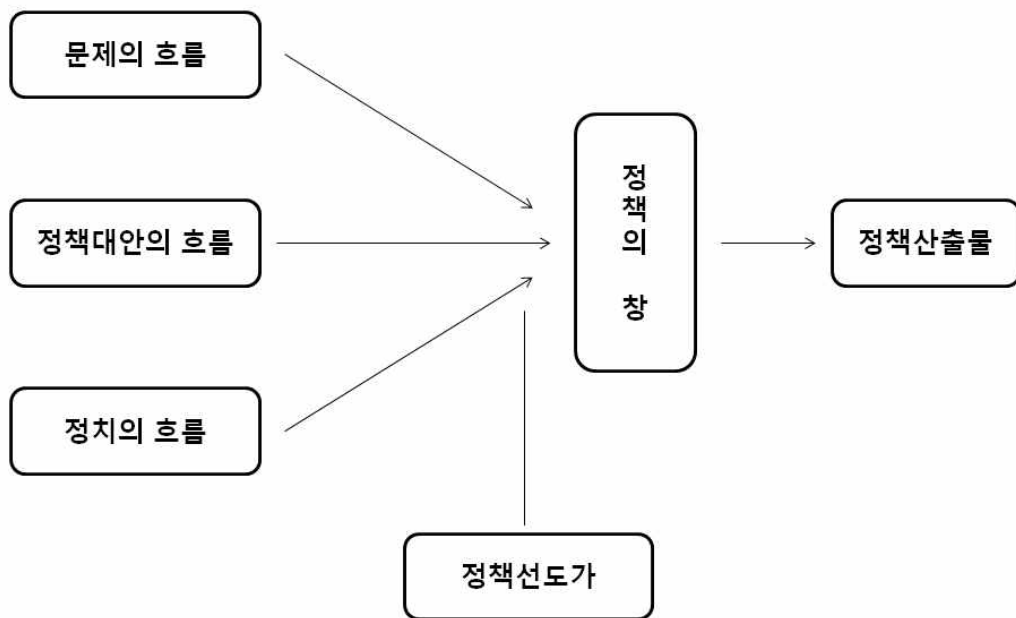 문제의 흐름
정책대안의 흐름
정치의 흐름
정책의 창
정책산출물
정책선도가